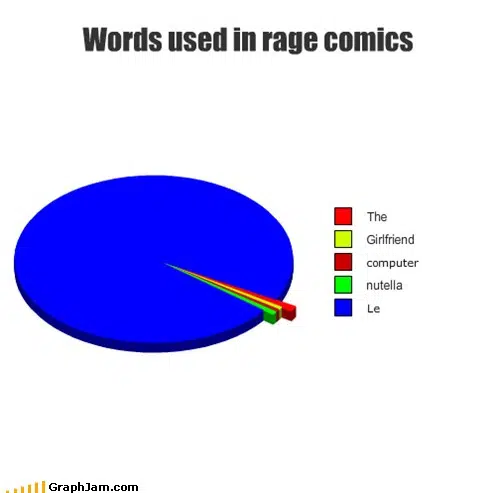 Words used in rage comics
The
Girlfriend
computer
nutella
Le
GraphJam.com